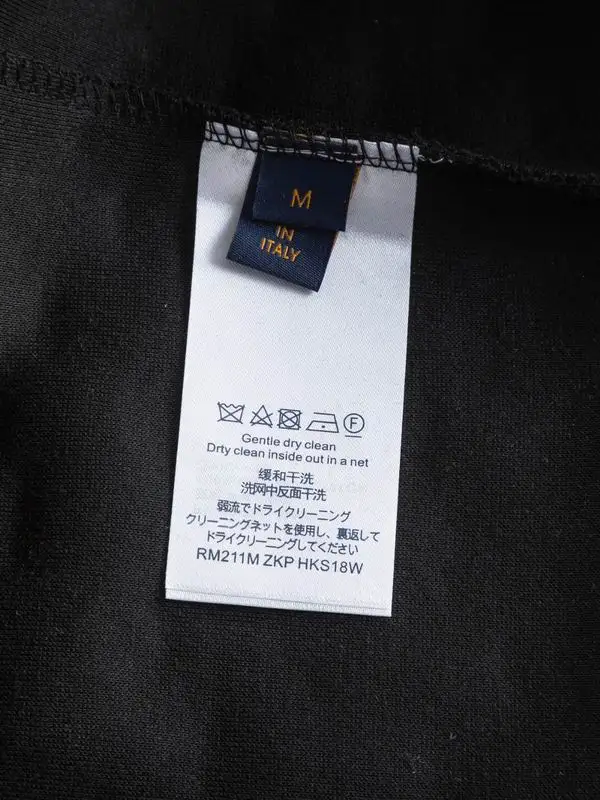 M
IN
ITALY
F
Gentle dry clean
Drty clean inside out in a net
缓和干洗
洗网中反面干洗
弱流でドライクリーニング
クリーニングネットを使用し、裏返して
ドライクリーニングしてください
RM211M ZKP HKS18W